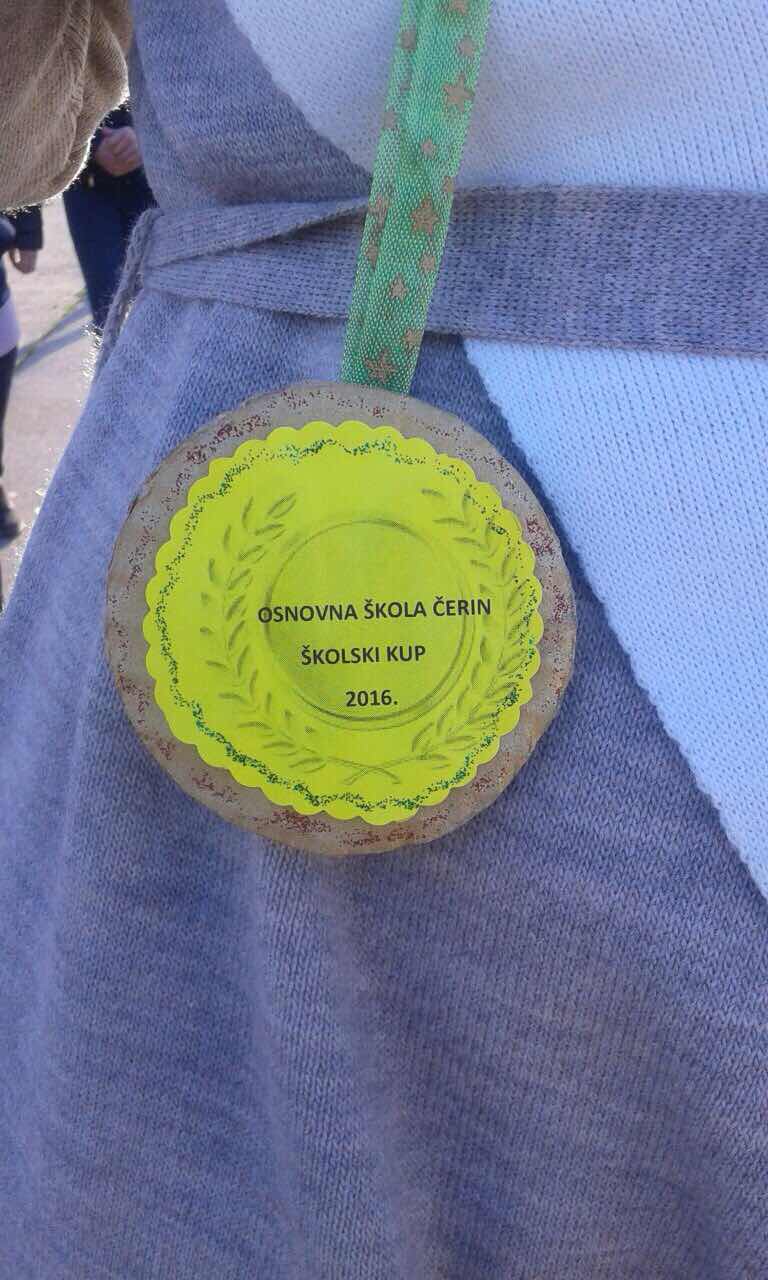 OSNOVNA ŠKOLA ČERIN
ŠKOLSKI KUP
2016.